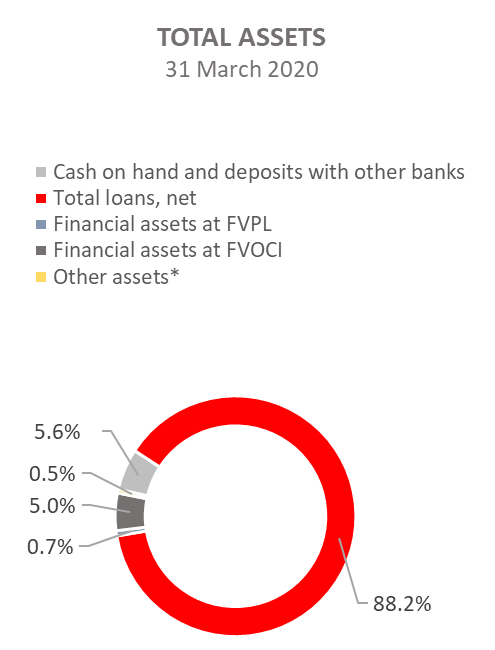 TOTAL ASSETS
31 March 2020
Cash on hand and deposits with other banks
Total loans, net
Financial assets at FVPL
Financial assets at FVOCI
Other assets*
5.6%
0.5%
5.0%
0.7%
88.2%